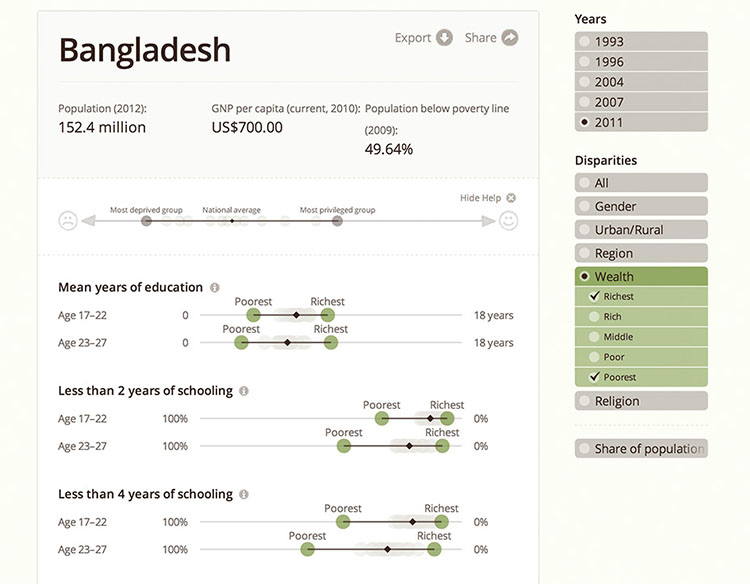 Bangladesh
Export
Share
Population (2012):
152.4 million
GNP per capita (current, 2010):
US$700.00
Population below poverty line
(2009):
49.64%
Hide Help
Most deprived group
National average
Most privileged group
Mean years of education
Poorest
Richest
Age 17–22
0
18 years
Poorest
Richest
Age 23–27
0
18 years
Less than 2 years of schooling
Poorest
Richest
Age 17–22
100%
0%
Poorest
Richest
Age 23–27
100%
0%
Less than 4 years of schooling
Poorest
Richest
Age 17–22
100%
0%
Poorest
Richest
Age 23–27
100%
0%
Years
1993
1996
2004
2007
2011
Disparities
All
Gender
Urban/Rural
Region
Wealth
Richest
Rich
Middle
Poor
Poorest
Religion
Share of population